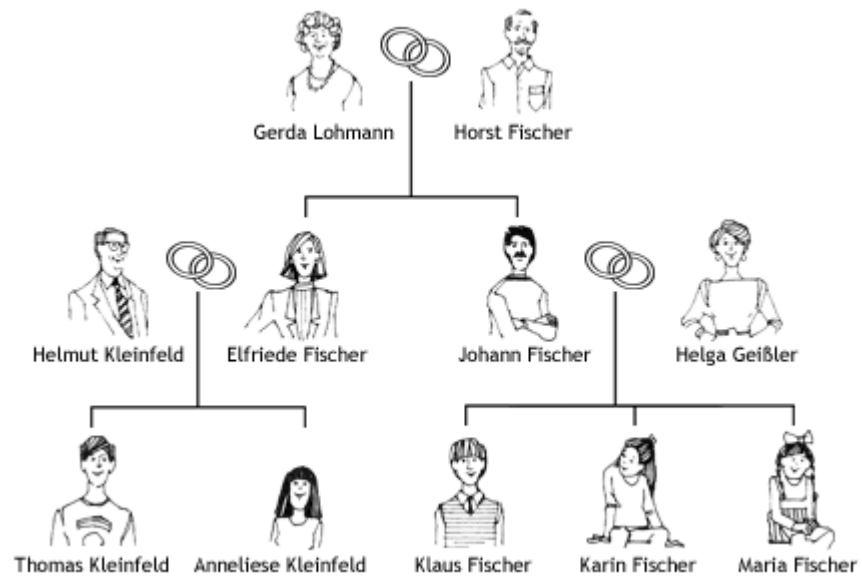 Gerda Lohmann
Horst Fischer
Helmut Kleinfeld
Elfriede Fischer
Johann Fischer
Helga Geißler
Thomas Kleinfeld
Anneliese Kleinfeld
Klaus Fischer
Karin Fischer
Maria Fischer